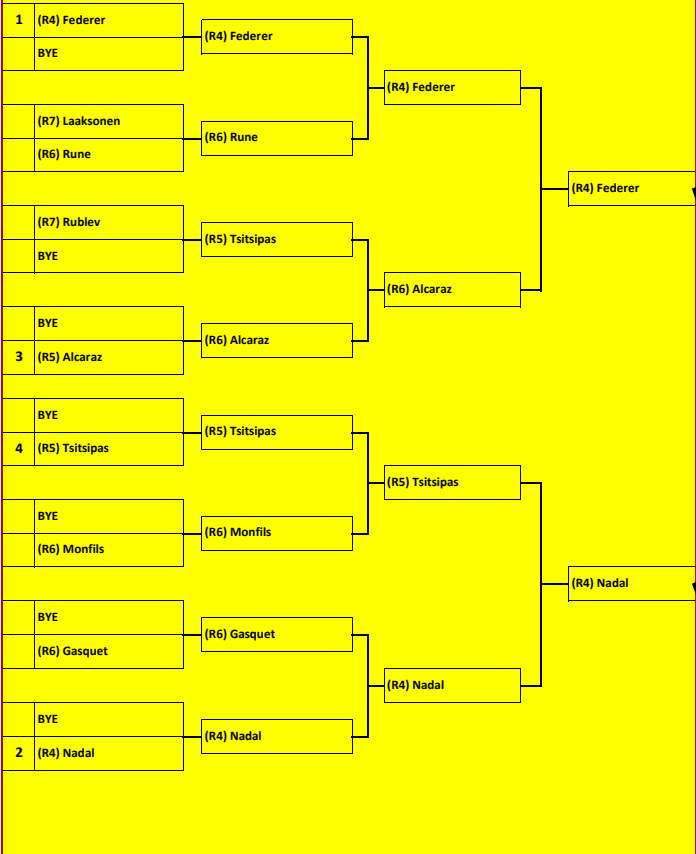 1 (R4) Federer
BYE
(R7) Laaksonen
(R6) Rune
(R7) Rublev
BYE
BYE
3 (R5) Alcaraz
BYE
4 (R5) Tsitsipas
BYE
(R6) Monfils
BYE
(R6) Gasquet
BYE
2 (R4) Nadal
(R4) Federer
(R6) Rune
(R5) Tsitsipas
(R6) Alcaraz
(R5) Tsitsipas
(R6) Monfils
(R6) Gasquet
(R4) Nadal
(R4) Federer
(R6) Alcaraz
(R5) Tsitsipas
(R4) Nadal
(R4) Federer
(R4) Nadal